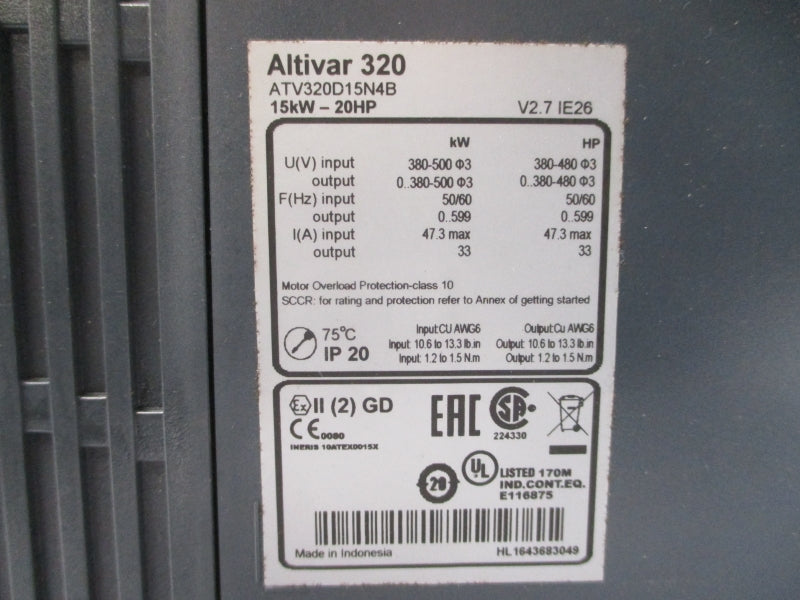 Altivar 320
ATV320D15N4B
15kW – 20HP V2.7 IE26
kW HP
U(V) input 380-500 Φ3 380-480 Φ3
output 0..380-500 Φ3 0..380-480 Φ3
F(Hz) input 50/60 50/60
output 0..599 0..599
I(A) input 47.3 max 47.3 max
output 33 33
Motor Overload Protection-class 10
SCCR: for rating and protection refer to Annex of getting started
75°C Input:CU AWG6 Output:Cu AWG6
IP 20 Input: 10.6 to 13.3 lb.in Output: 10.6 to 13.3 lb.in
Input: 1.2 to 1.5 N.m Output: 1.2 to 1.5 N.m
Ex II (2) GD EAC CSA
CE 0080 224330
INERIS 10ATEX0015X
20 UL LISTED 170M
IND.CONT.EQ.
E116875
Made in Indonesia HL1643683049